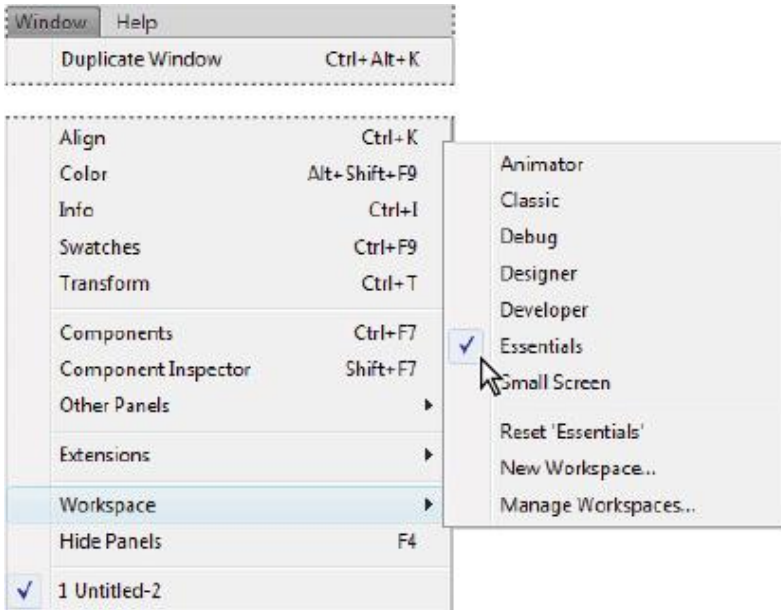 Window Help
Duplicate Window Ctrl+Alt+K
Align Ctrl+K
Color Alt+Shift+F9
Info Ctrl+I
Swatches Ctrl+F9
Transform Ctrl+T
Components Ctrl+F7
Component Inspector Shift+F7
Other Panels
Extensions
Workspace
Hide Panels F4
1 Untitled-2
Animator
Classic
Debug
Designer
Developer
Essentials
Small Screen
Reset 'Essentials'
New Workspace...
Manage Workspaces...